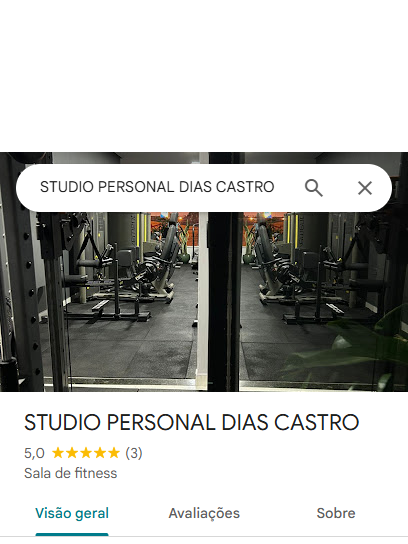 STUDIO PERSONAL DIAS CASTRO
STUDIO PERSONAL DIAS CASTRO
5,0 ★★★★★ (3)
Sala de fitness
Visão geral Avaliações Sobre